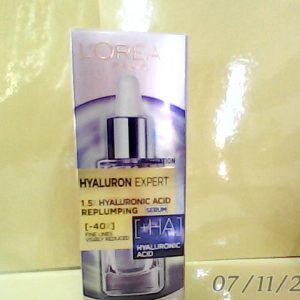 L'ORÉA
HYALURON EXPERT
1.5% HYALURONIC ACID
REPLUMPING SERUM
[-40%]
FINE LINES
VISIBLY REDUCED
[+HA]
HYALURONIC
ACID
07/11/2